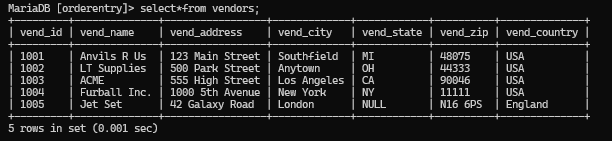 MariaDB [orderentry]> select*from vendors;
+---------+--------------+-----------------+-------------+------------+----------+--------------+
| vend_id | vend_name    | vend_address    | vend_city   | vend_state | vend_zip | vend_country |
+---------+--------------+-----------------+-------------+------------+----------+--------------+
| 1001    | Anvils R Us  | 123 Main Street | Southfield  | MI         | 48075    | USA          |
| 1002    | LT Supplies  | 500 Park Street | Anytown     | OH         | 44333    | USA          |
| 1003    | ACME         | 555 High Street | Los Angeles | CA         | 90046    | USA          |
| 1004    | Furball Inc. | 1000 5th Avenue | New York    | NY         | 11111    | USA          |
| 1005    | Jet Set      | 42 Galaxy Road  | London      | NULL       | N16 6PS  | England      |
+---------+--------------+-----------------+-------------+------------+----------+--------------+
5 rows in set (0.001 sec)